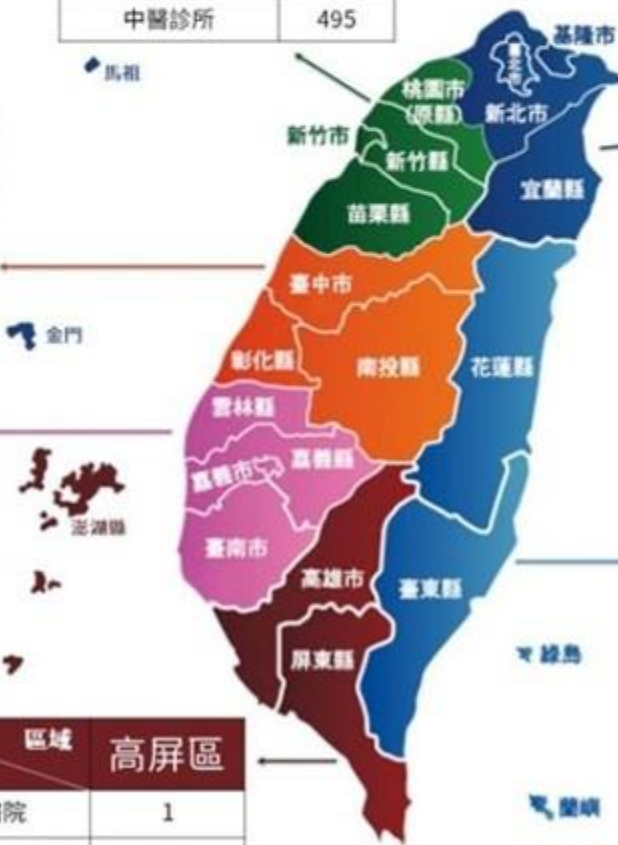 中醫診所 495
基隆市
馬祖
臺北市
桃園市
(原縣)
新北市
新竹市
新竹縣
宜蘭縣
苗栗縣
臺中市
金門
彰化縣
南投縣
花蓮縣
雲林縣
嘉義市
嘉義縣
澎湖縣
臺南市
高雄市
臺東縣
綠島
屏東縣
區域 高屏區
院 1
蘭嶼